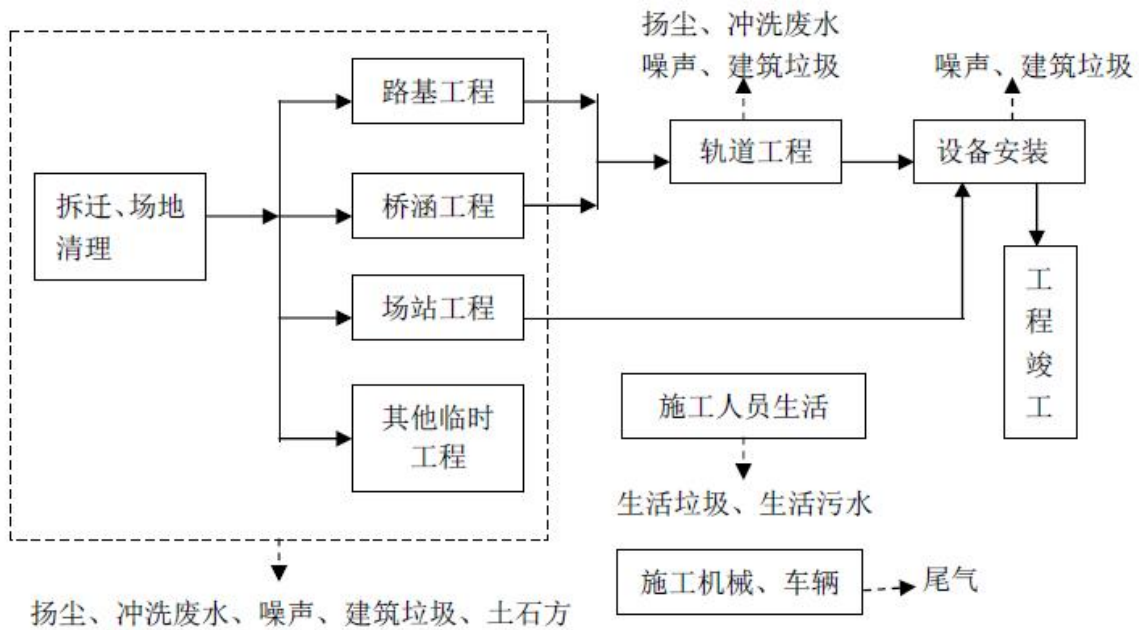 扬尘、冲洗废水
噪声、建筑垃圾
噪声、建筑垃圾
路基工程
轨道工程
设备安装
拆迁、场地
清理
桥涵工程
场站工程
工
程
竣
工
其他临时
工程
施工人员生活
生活垃圾、生活污水
施工机械、车辆
尾气
扬尘、冲洗废水、噪声、建筑垃圾、土石方